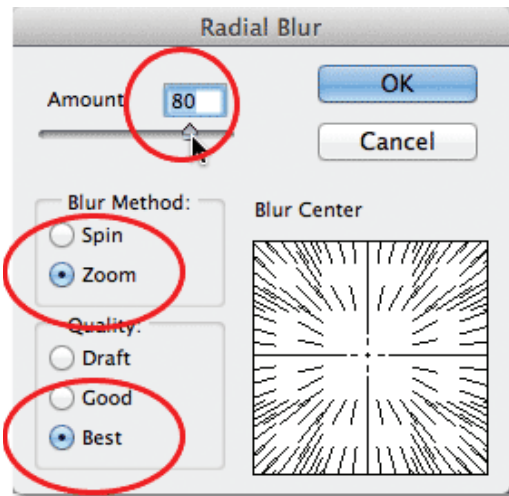 Radial Blur
Amount 80
OK
Cancel
Blur Method:
Spin
Zoom
Quality:
Draft
Good
Best
Blur Center